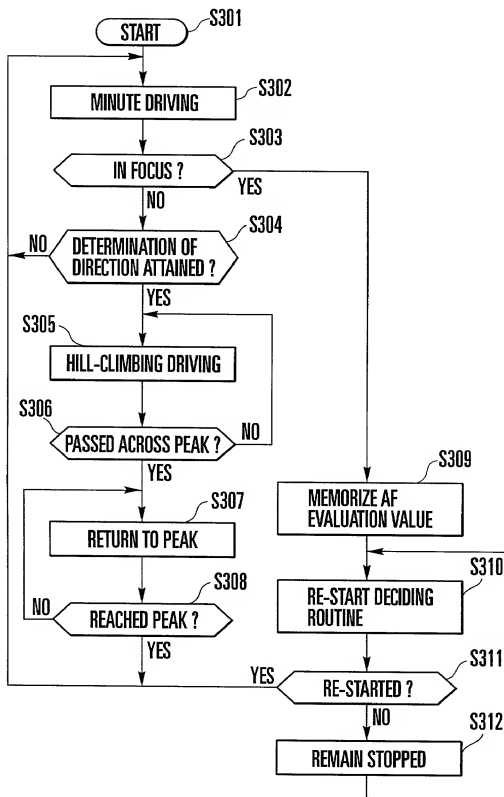 START
S301
MINUTE DRIVING
S302
IN FOCUS ?
S303
YES
NO
DETERMINATION OF
DIRECTION ATTAINED ?
S304
NO
YES
S305
HILL-CLIMBING DRIVING
S306
PASSED ACROSS PEAK ?
NO
YES
S307
RETURN TO PEAK
S308
REACHED PEAK ?
NO
YES
S309
MEMORIZE AF
EVALUATION VALUE
S310
RE-START DECIDING
ROUTINE
S311
RE-STARTED ?
YES
NO
S312
REMAIN STOPPED